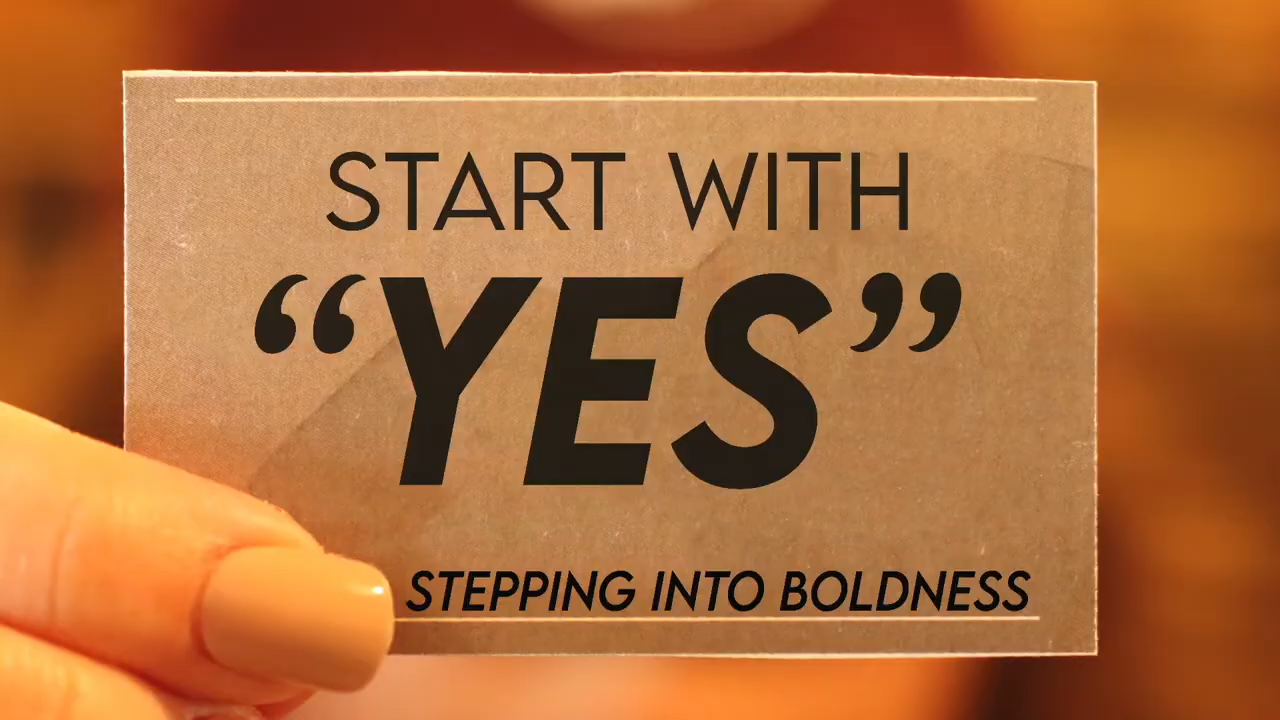 START WITH
“YES”
STEPPING INTO BOLDNESS